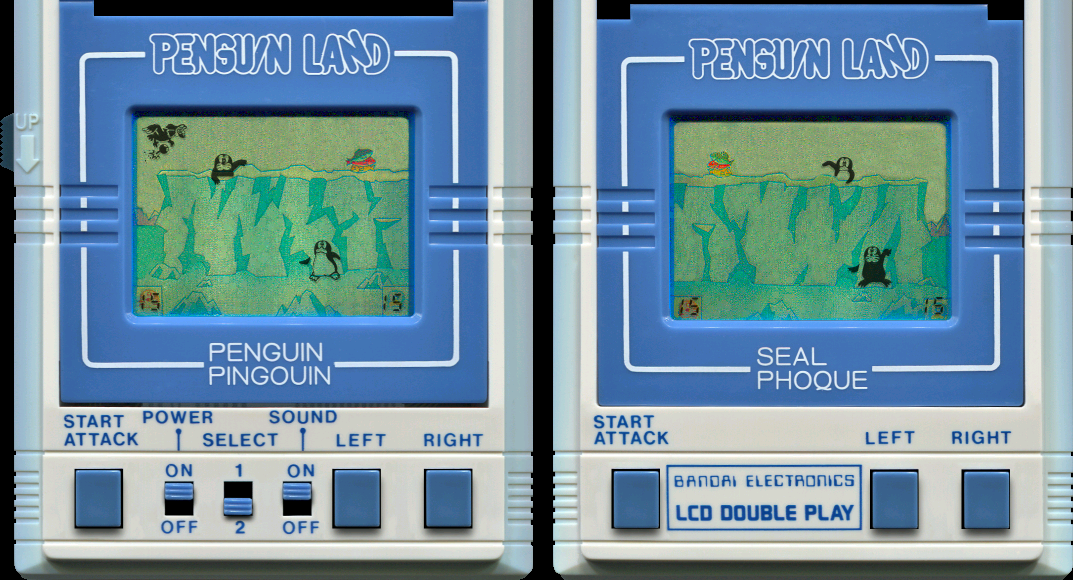 PENGUIN LAND
UP
15 15
PENGUIN
PINGOUIN
START
ATTACK
POWER
SELECT
SOUND
LEFT
RIGHT
ON 1 ON
OFF 2 OFF
PENGUIN LAND
15 15
SEAL
PHOQUE
START
ATTACK
LEFT
RIGHT
BANDAI ELECTRONICS
LCD DOUBLE PLAY